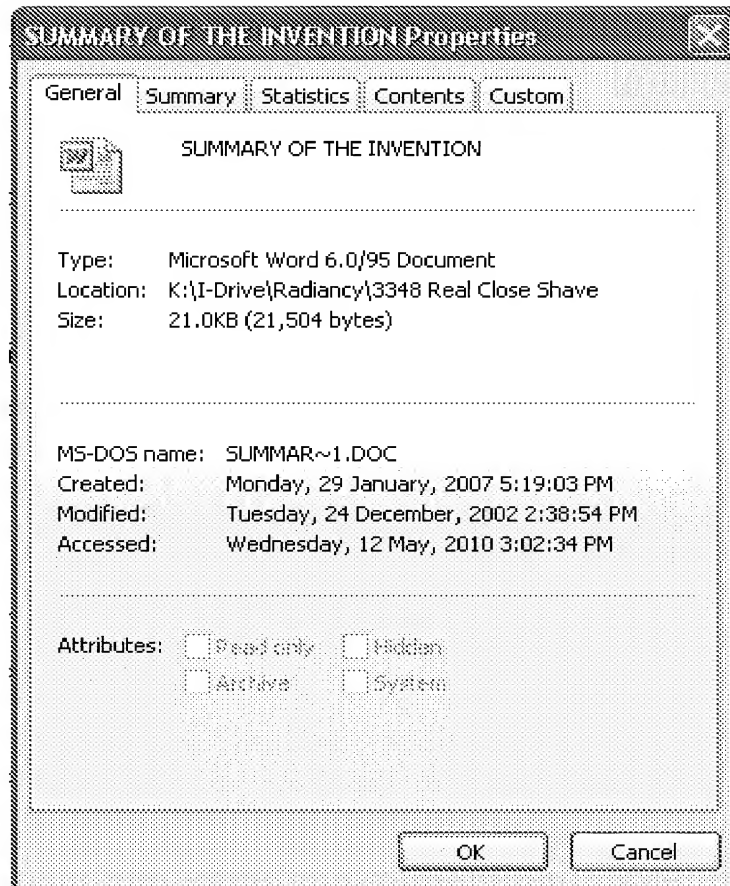 SUMMARY OF THE INVENTION Properties
General Summary Statistics Contents Custom
SUMMARY OF THE INVENTION
Type: Microsoft Word 6.0/95 Document
Location: K:\I-Drive\Radiancy\3348 Real Close Shave
Size: 21.0KB (21,504 bytes)
MS-DOS name: SUMMAR~1.DOC
Created: Monday, 29 January, 2007 5:19:03 PM
Modified: Tuesday, 24 December, 2002 2:38:54 PM
Accessed: Wednesday, 12 May, 2010 3:02:34 PM
Attributes: Read only Hidden
Archive System
OK Cancel